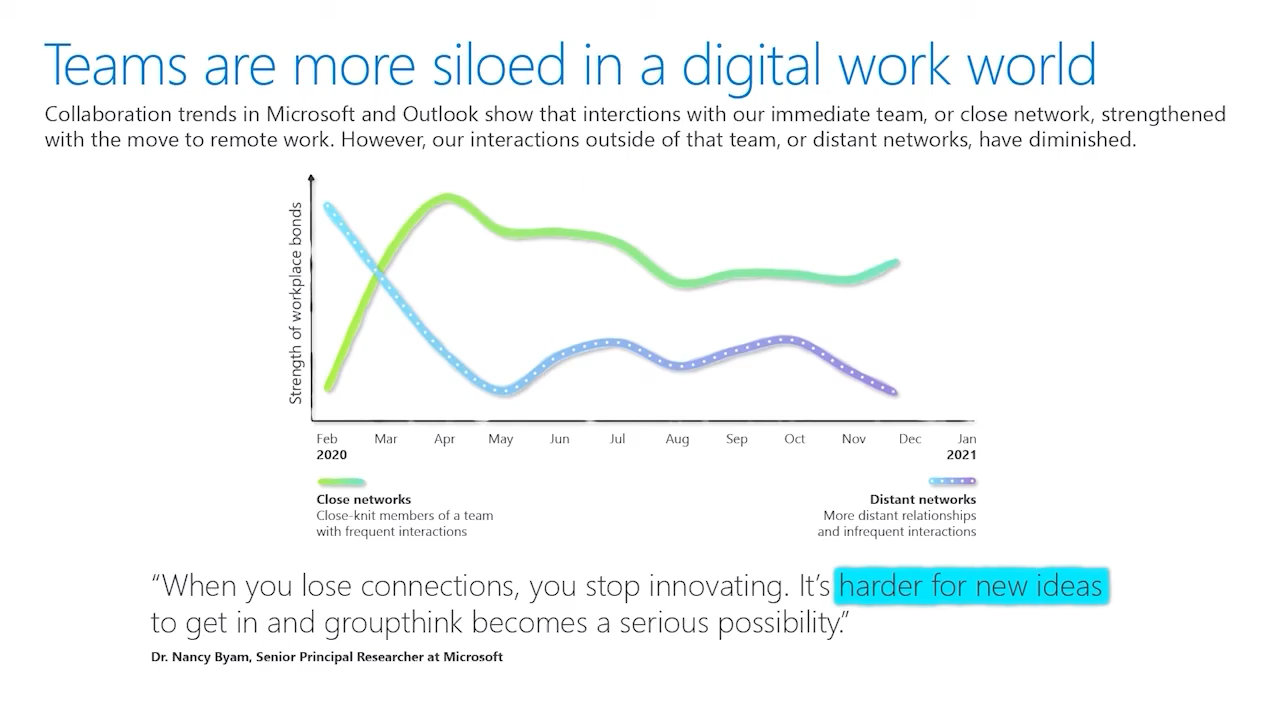 Teams are more siloed in a digital work world
Collaboration trends in Microsoft and Outlook show that interctions with our immediate team, or close network, strengthened
with the move to remote work. However, our interactions outside of that team, or distant networks, have diminished.
Strength of workplace bonds
Feb Mar Apr May Jun Jul Aug Sep Oct Nov Dec Jan
2020 2021
Close networks
Close-knit members of a team
with frequent interactions
Distant networks
More distant relationships
and infrequent interactions
“When you lose connections, you stop innovating. It’s harder for new ideas
to get in and groupthink becomes a serious possibility.”
Dr. Nancy Byam, Senior Principal Researcher at Microsoft